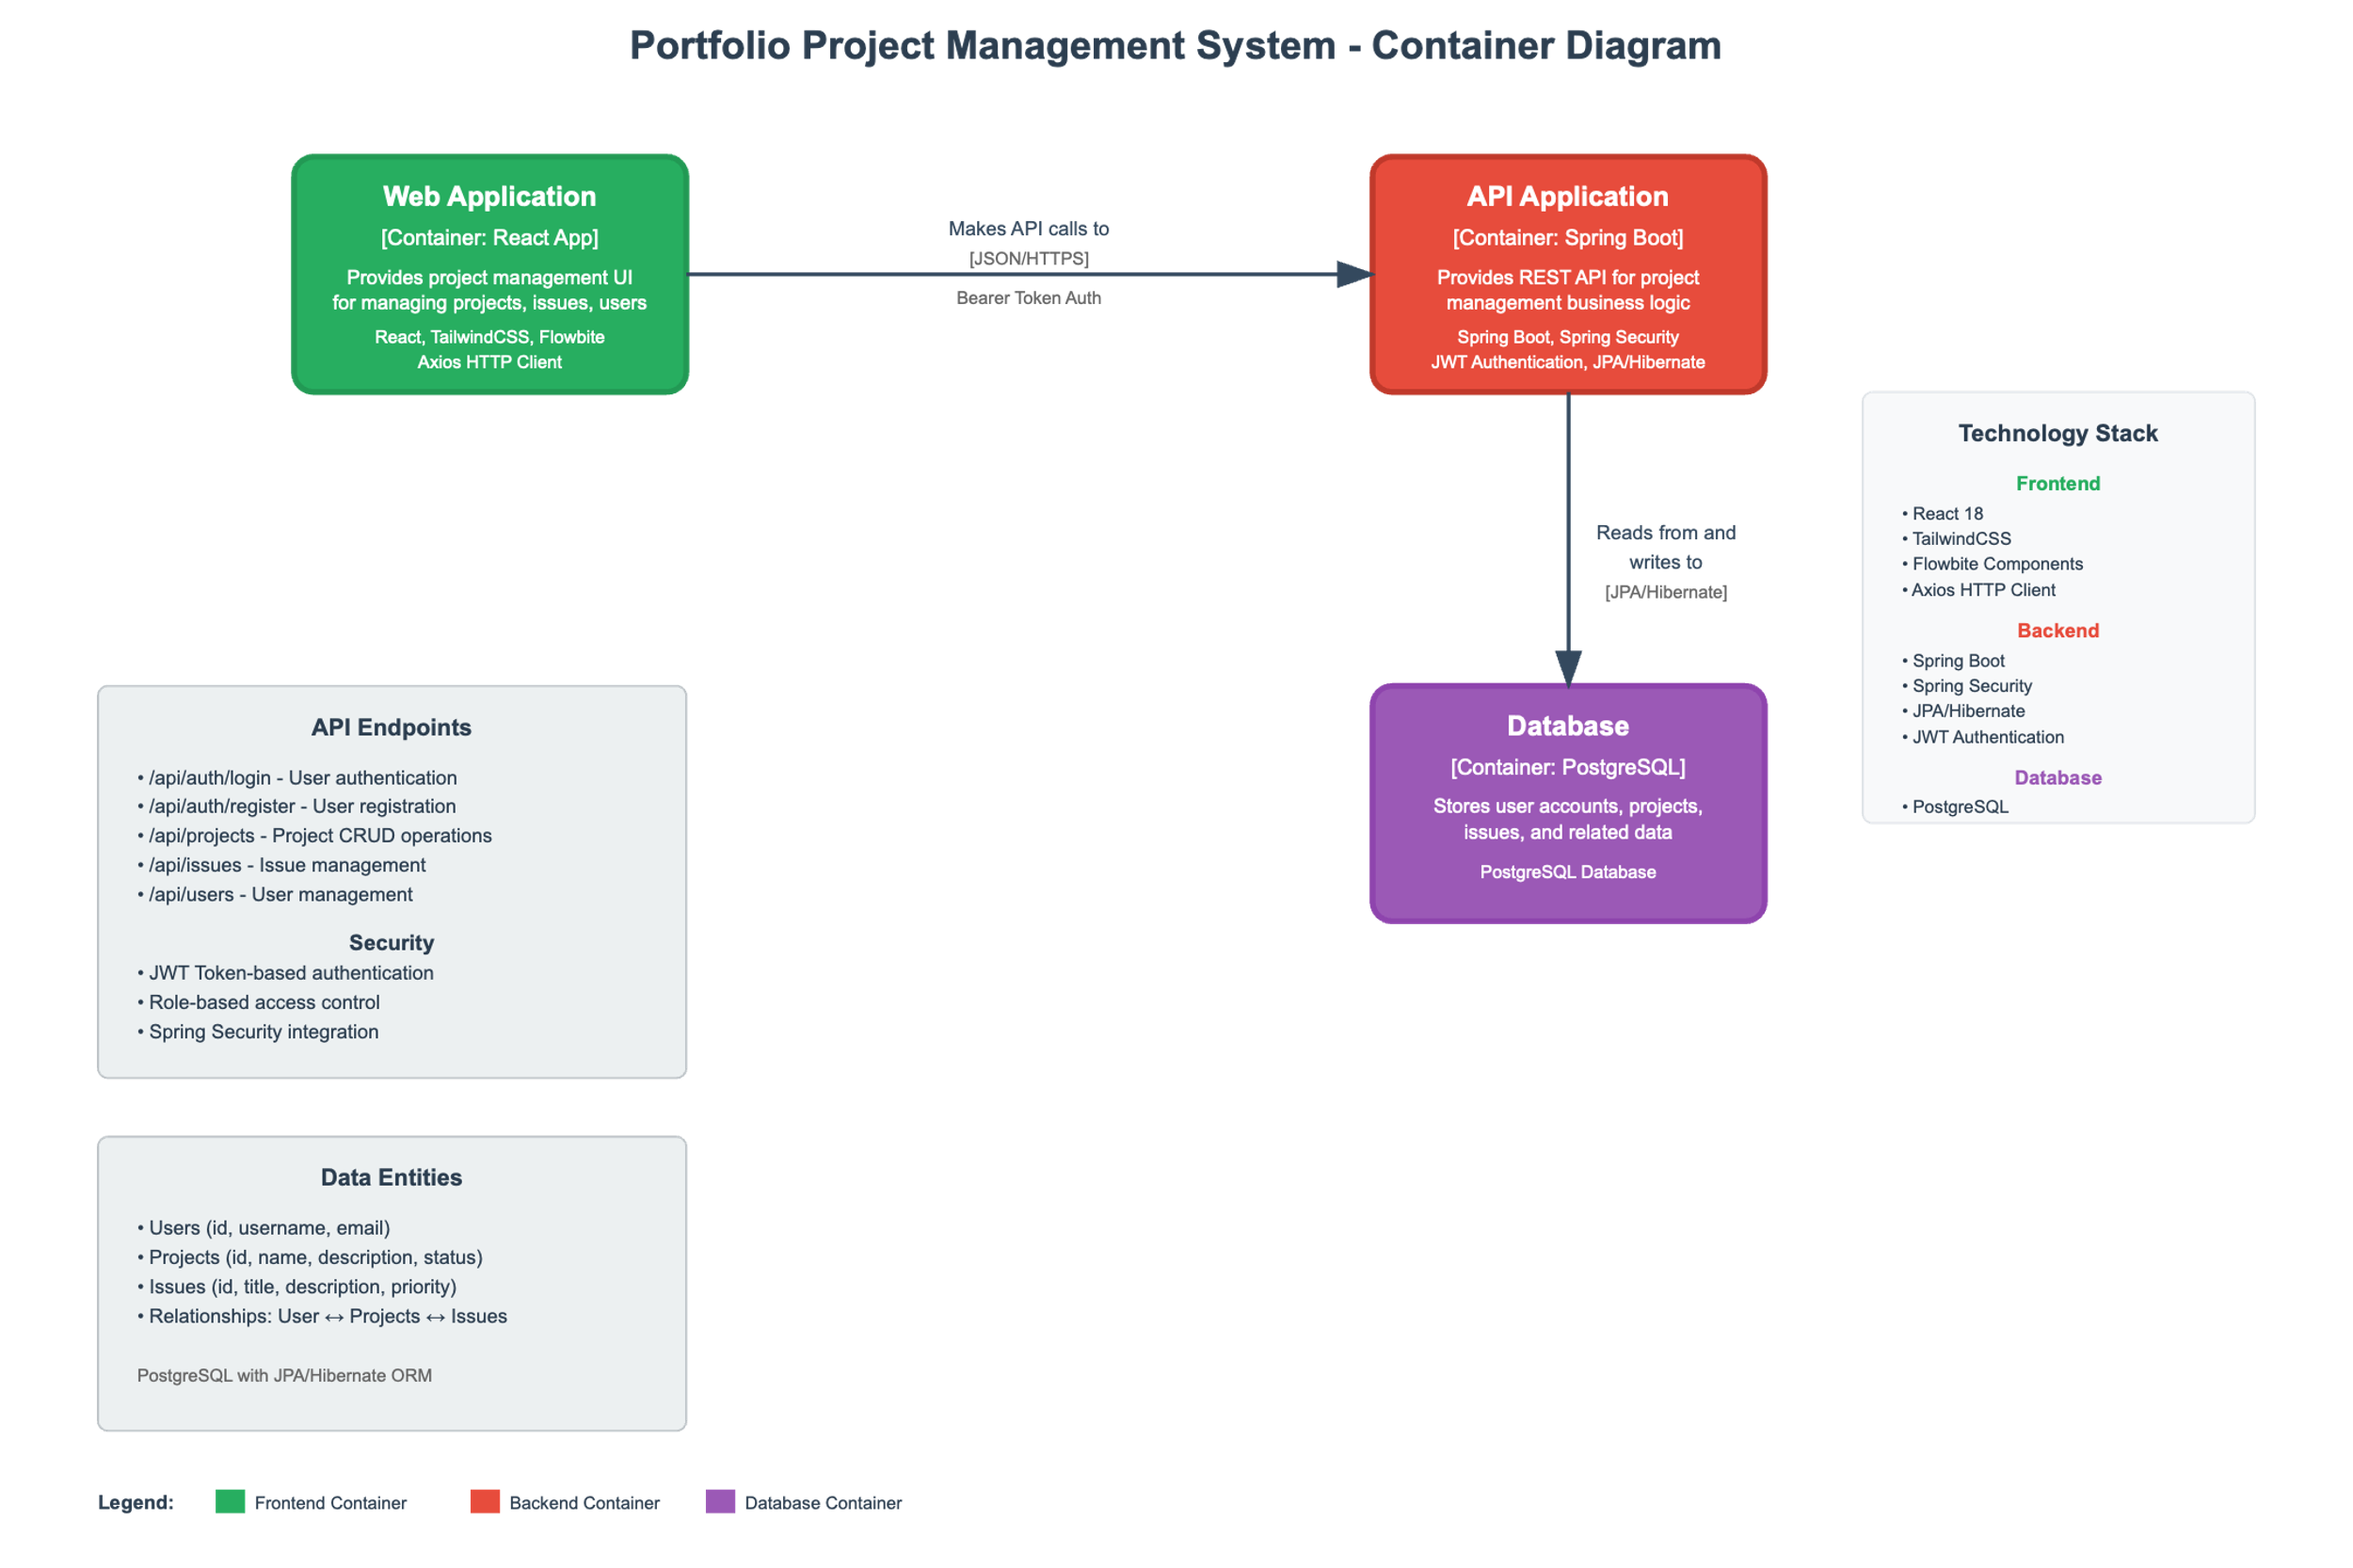 Portfolio Project Management System - Container Diagram
Web Application
[Container: React App]
Provides project management UI
for managing projects, issues, users
React, TailwindCSS, Flowbite
Axios HTTP Client
Makes API calls to
[JSON/HTTPS]
Bearer Token Auth
API Application
[Container: Spring Boot]
Provides REST API for project
management business logic
Spring Boot, Spring Security
JWT Authentication, JPA/Hibernate
Reads from and
writes to
[JPA/Hibernate]
Database
[Container: PostgreSQL]
Stores user accounts, projects,
issues, and related data
PostgreSQL Database
Technology Stack
Frontend
• React 18
• TailwindCSS
• Flowbite Components
• Axios HTTP Client
Backend
• Spring Boot
• Spring Security
• JPA/Hibernate
• JWT Authentication
Database
• PostgreSQL
API Endpoints
• /api/auth/login - User authentication
• /api/auth/register - User registration
• /api/projects - Project CRUD operations
• /api/issues - Issue management
• /api/users - User management
Security
• JWT Token-based authentication
• Role-based access control
• Spring Security integration
Data Entities
• Users (id, username, email)
• Projects (id, name, description, status)
• Issues (id, title, description, priority)
• Relationships: User ↔ Projects ↔ Issues
PostgreSQL with JPA/Hibernate ORM
Legend:
Frontend Container
Backend Container
Database Container